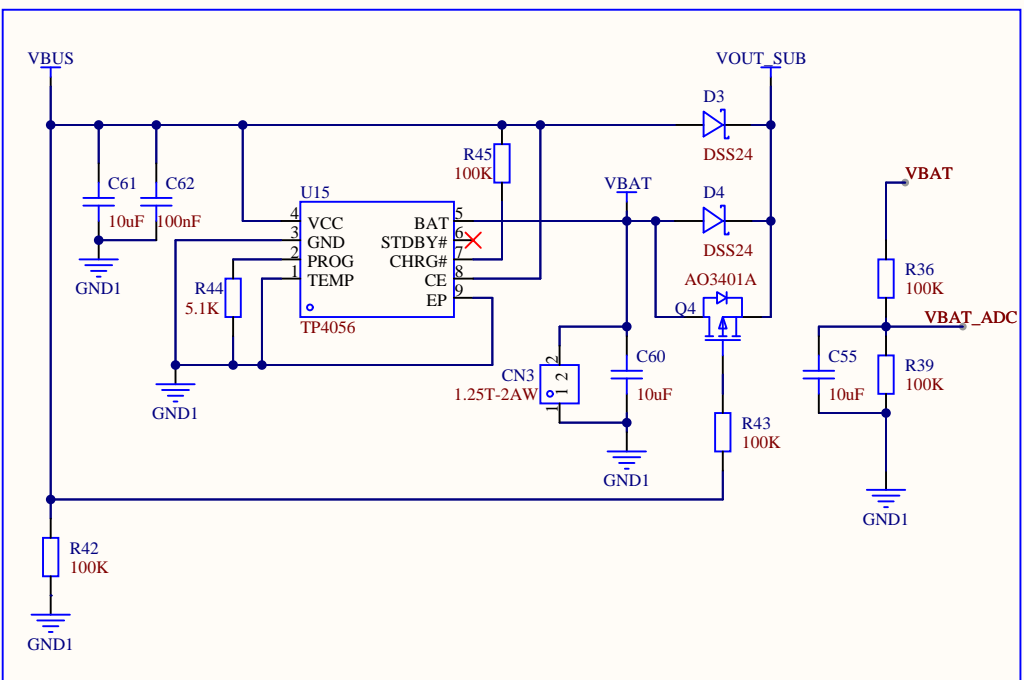 VBUS
VOUT_SUB
D3
DSS24
R45
100K
C61
10uF
C62
100nF
U15
4
VCC
3
GND
2
PROG
1
TEMP
BAT
5
STDBY#
6
CHRG#
7
CE
8
EP
9
TP4056
VBAT
D4
DSS24
VBAT
AO3401A
Q4
R44
5.1K
GND1
GND1
R36
100K
VBAT_ADC
CN3
1.25T-2AW
2
1
1 2
C60
10uF
C55
10uF
R39
100K
R43
100K
GND1
GND1
R42
100K
GND1